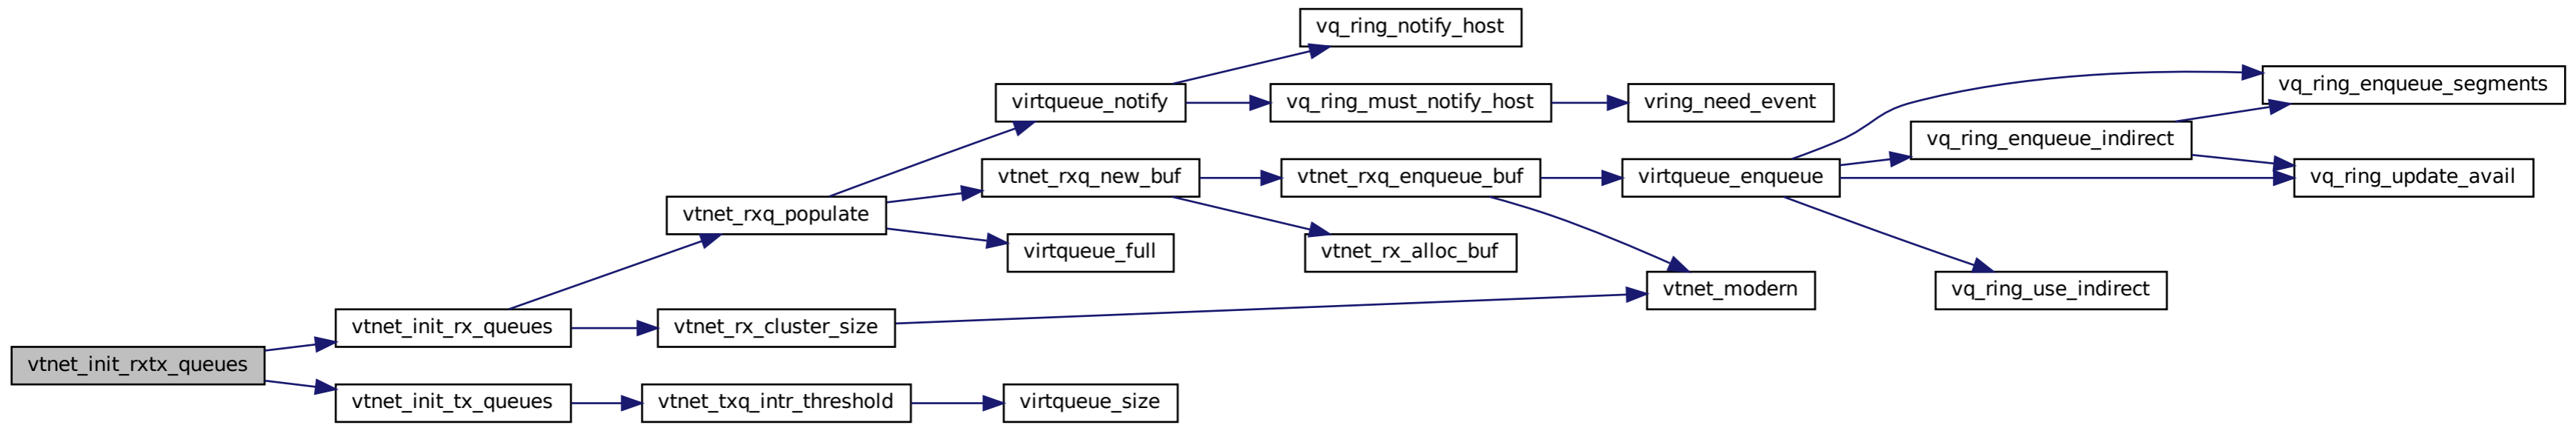 vq_ring_notify_host
vq_ring_enqueue_segments
virtqueue_notify
vq_ring_must_notify_host
vring_need_event
vq_ring_enqueue_indirect
vtnet_rxq_new_buf
vtnet_rxq_enqueue_buf
virtqueue_enqueue
vq_ring_update_avail
vtnet_rxq_populate
virtqueue_full
vtnet_rx_alloc_buf
vtnet_modern
vq_ring_use_indirect
vtnet_init_rx_queues
vtnet_rx_cluster_size
vtnet_init_rxtx_queues
vtnet_init_tx_queues
vtnet_txq_intr_threshold
virtqueue_size